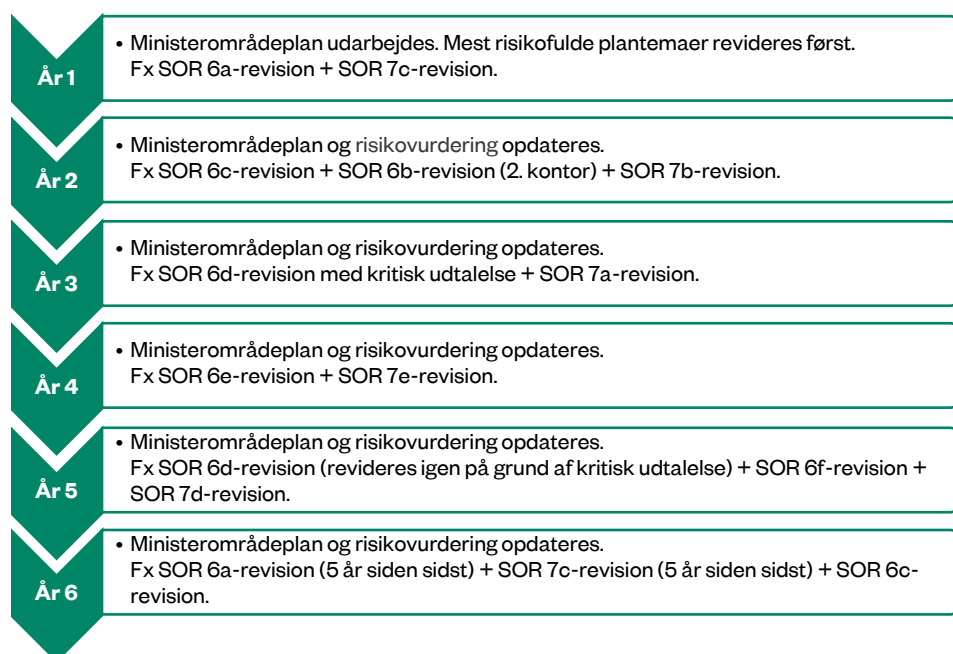 År 1
• Ministerområdeplan udarbejdes. Mest risikofulde plantemaer revideres først.
Fx SOR 6a-revision + SOR 7c-revision.
År 2
• Ministerområdeplan og risikovurdering opdateres.
Fx SOR 6c-revision + SOR 6b-revision (2. kontor) + SOR 7b-revision.
År 3
• Ministerområdeplan og risikovurdering opdateres.
Fx SOR 6d-revision med kritisk udtalelse + SOR 7a-revision.
År 4
• Ministerområdeplan og risikovurdering opdateres.
Fx SOR 6e-revision + SOR 7e-revision.
År 5
• Ministerområdeplan og risikovurdering opdateres.
Fx SOR 6d-revision (revideres igen på grund af kritisk udtalelse) + SOR 6f-revision +
SOR 7d-revision.
År 6
• Ministerområdeplan og risikovurdering opdateres.
Fx SOR 6a-revision (5 år siden sidst) + SOR 7c-revision (5 år siden sidst) + SOR 6c-
revision.